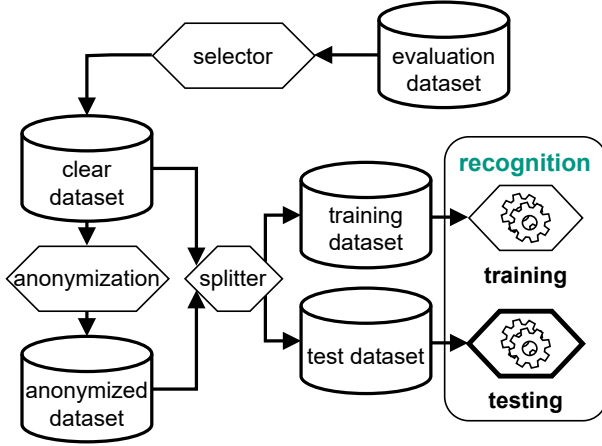 selector
evaluation
dataset
clear
dataset
recognition
training
dataset
training
anonymization
splitter
test dataset
anonymized
dataset
testing